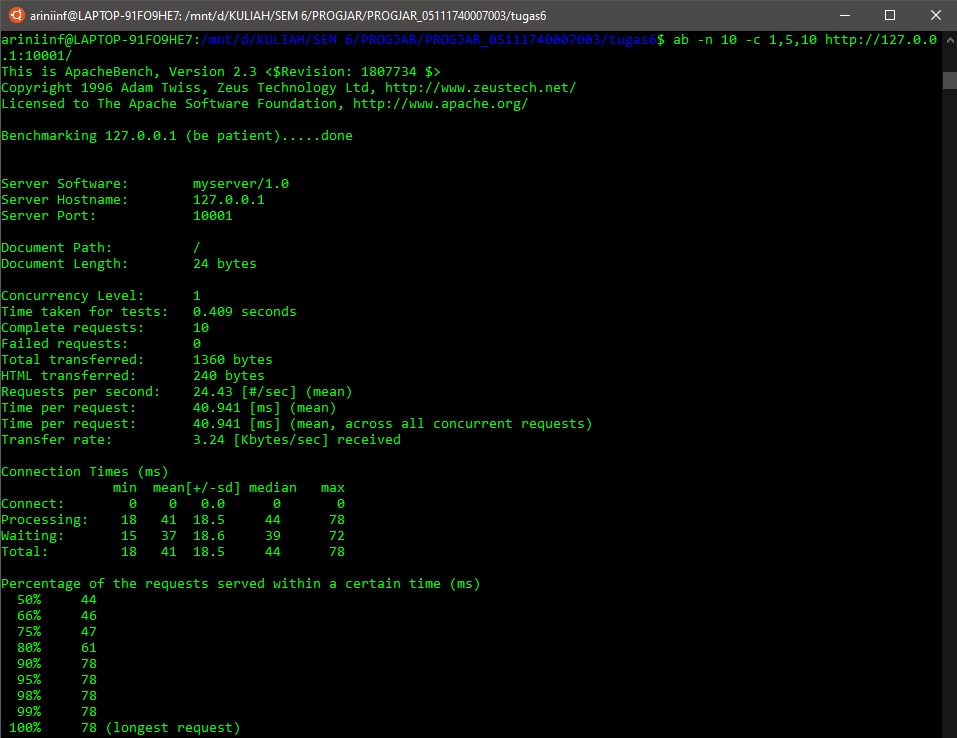 ariniinf@LAPTOP-91FO9HE7: /mnt/d/KULIAH/SEM 6/PROGJAR/PROGJAR_05111740007003/tugas6
ariniinf@LAPTOP-91FO9HE7:/mnt/d/KULIAH/SEM 6/PROGJAR/PROGJAR_05111740007003/tugas6$ ab -n 10 -c 1,5,10 http://127.0.0
.1:10001/
This is ApacheBench, Version 2.3 <$Revision: 1807734 $>
Copyright 1996 Adam Twiss, Zeus Technology Ltd, http://www.zeustech.net/
Licensed to The Apache Software Foundation, http://www.apache.org/

Benchmarking 127.0.0.1 (be patient).....done


Server Software:        myserver/1.0
Server Hostname:        127.0.0.1
Server Port:            10001

Document Path:          /
Document Length:        24 bytes

Concurrency Level:      1
Time taken for tests:   0.409 seconds
Complete requests:      10
Failed requests:        0
Total transferred:      1360 bytes
HTML transferred:       240 bytes
Requests per second:    24.43 [#/sec] (mean)
Time per request:       40.941 [ms] (mean)
Time per request:       40.941 [ms] (mean, across all concurrent requests)
Transfer rate:          3.24 [Kbytes/sec] received

Connection Times (ms)
              min  mean[+/-sd] median   max
Connect:        0    0   0.0      0       0
Processing:    18   41  18.5     44      78
Waiting:       15   37  18.6     39      72
Total:         18   41  18.5     44      78

Percentage of the requests served within a certain time (ms)
  50%     44
  66%     46
  75%     47
  80%     61
  90%     78
  95%     78
  98%     78
  99%     78
 100%     78 (longest request)